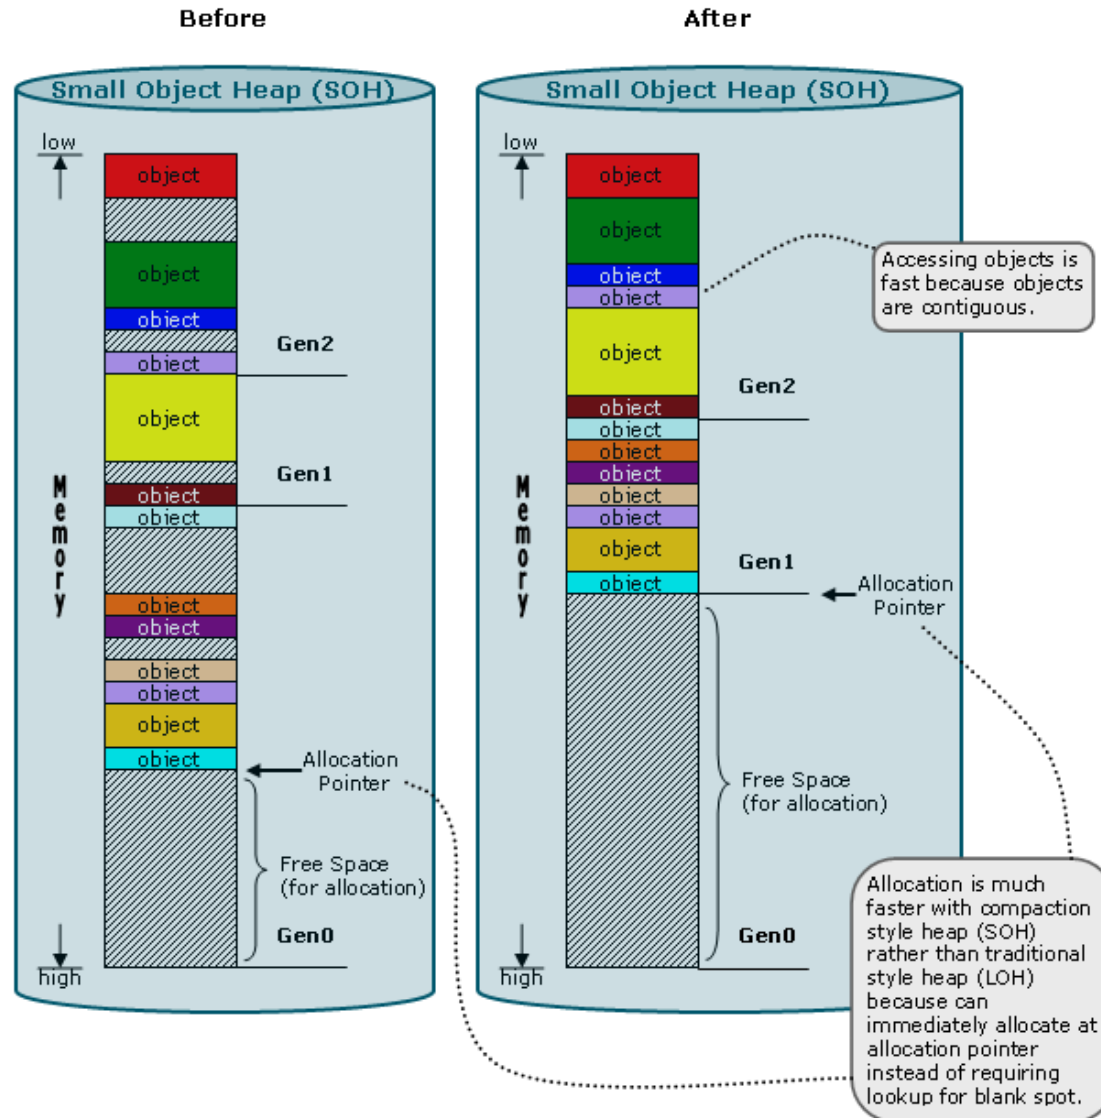 Before
After
Small Object Heap (SOH)
low
object
object
object
Gen2
object
object
Gen1
object
object
Memory
object
object
object
object
object
object
Allocation
Pointer
Free Space
(for allocation)
Gen0
high
Small Object Heap (SOH)
low
object
object
object
object
Accessing objects is
fast because objects
are contiguous.
object
Gen2
object
object
object
object
object
object
object
Gen1
object
Memory
Allocation
Pointer
Free Space
(for allocation)
Gen0
high
Allocation is much
faster with compaction
style heap (SOH)
rather than traditional
style heap (LOH)
because can
immediately allocate at
allocation pointer
instead of requiring
lookup for blank spot.